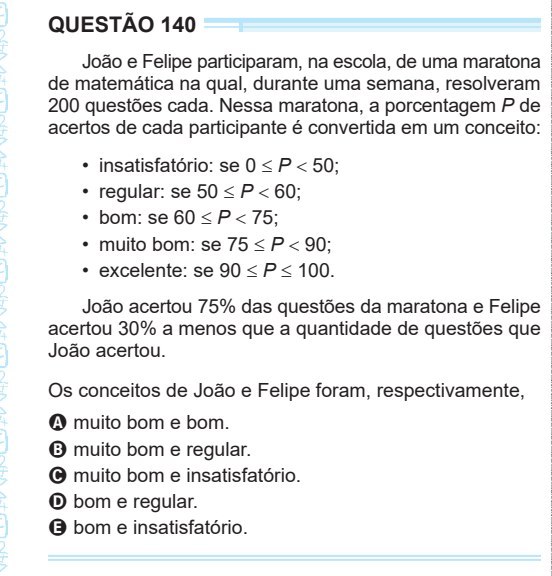 QUESTÃO 140
João e Felipe participaram, na escola, de uma maratona
de matemática na qual, durante uma semana, resolveram
200 questões cada. Nessa maratona, a porcentagem P de
acertos de cada participante é convertida em um conceito:
• insatisfatório: se 0 ≤ P < 50;
• regular: se 50 ≤ P < 60;
• bom: se 60 ≤ P < 75;
• muito bom: se 75 ≤ P < 90;
• excelente: se 90 ≤ P ≤ 100.
João acertou 75% das questões da maratona e Felipe
acertou 30% a menos que a quantidade de questões que
João acertou.
Os conceitos de João e Felipe foram, respectivamente,
A muito bom e bom.
B muito bom e regular.
C muito bom e insatisfatório.
D bom e regular.
E bom e insatisfatório.